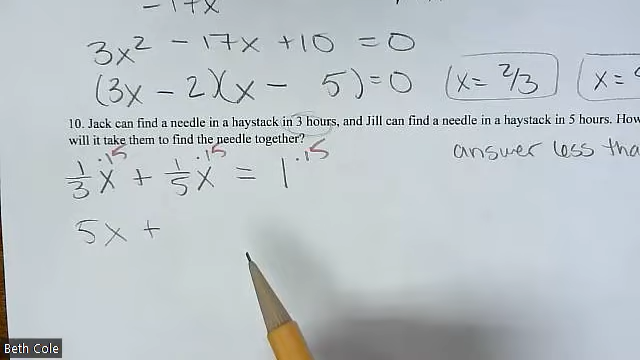 -17x
3x² - 17x + 10 = 0
(3x - 2)(x - 5) = 0 (x = 2/3 (x =
10. Jack can find a needle in a haystack in 3 hours, and Jill can find a needle in a haystack in 5 hours. How
will it take them to find the needle together?
answer less tha
1/3 x ·15 + 1/5 x ·15 = 1 ·15
5x +
Beth Cole